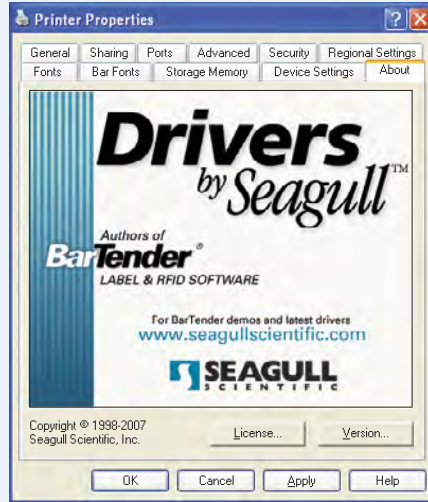 Printer Properties
General Sharing Ports Advanced Security Regional Settings
Fonts Bar Fonts Storage Memory Device Settings About
Drivers
by Seagull™
Authors of
BarTender®
LABEL & RFID SOFTWARE
For BarTender demos and latest drivers
www.seagullscientific.com
SEAGULL
SCIENTIFIC
Copyright © 1998-2007
Seagull Scientific, Inc.
License... Version...
OK Cancel Apply Help